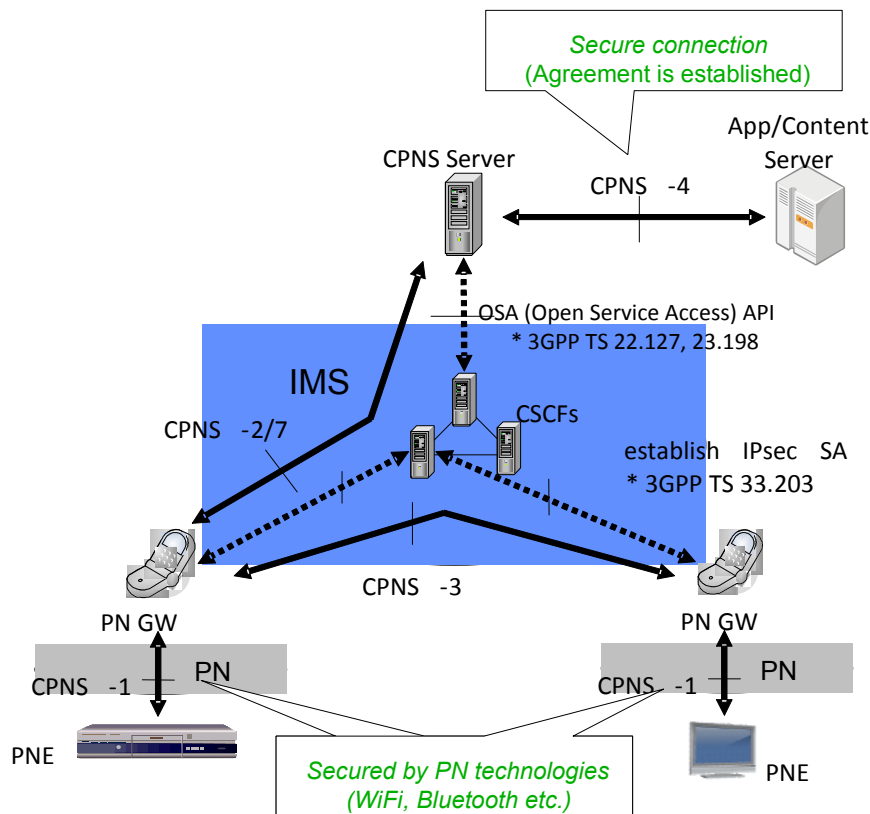 Secure connection
(Agreement is established)
App/Content
Server
CPNS Server
CPNS -4
OSA (Open Service Access) API
* 3GPP TS 22.127, 23.198
IMS
CSCFs
CPNS -2/7
establish IPsec SA
* 3GPP TS 33.203
CPNS -3
PN GW
PN GW
PN
PN
CPNS -1
CPNS -1
PNE
PNE
Secured by PN technologies
(WiFi, Bluetooth etc.)